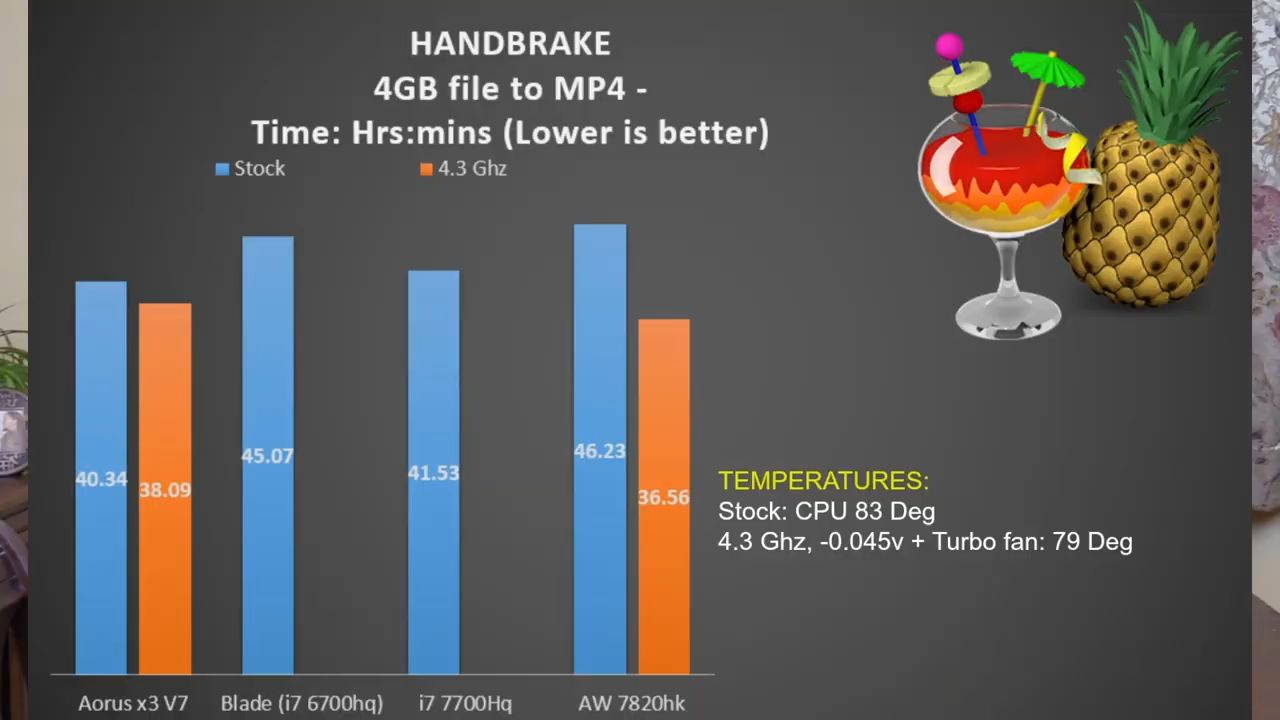 HANDBRAKE
4GB file to MP4 -
Time: Hrs:mins (Lower is better)
Stock
4.3 Ghz
40.34
38.09
45.07
41.53
46.23
36.56
Aorus x3 V7
Blade (i7 6700hq)
i7 7700Hq
AW 7820hk
TEMPERATURES:
Stock: CPU 83 Deg
4.3 Ghz, -0.045v + Turbo fan: 79 Deg